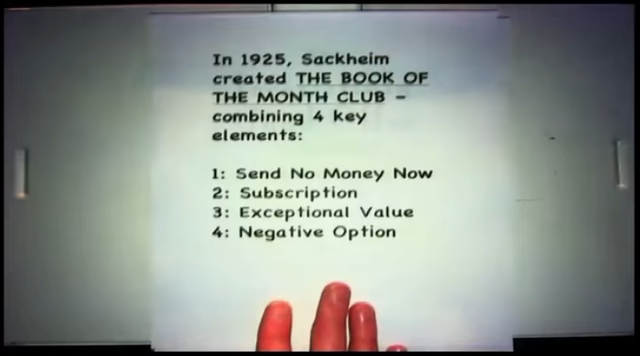 In 1925, Sackheim
created THE BOOK OF
THE MONTH CLUB –
combining 4 key
elements:
1: Send No Money Now
2: Subscription
3: Exceptional Value
4: Negative Option